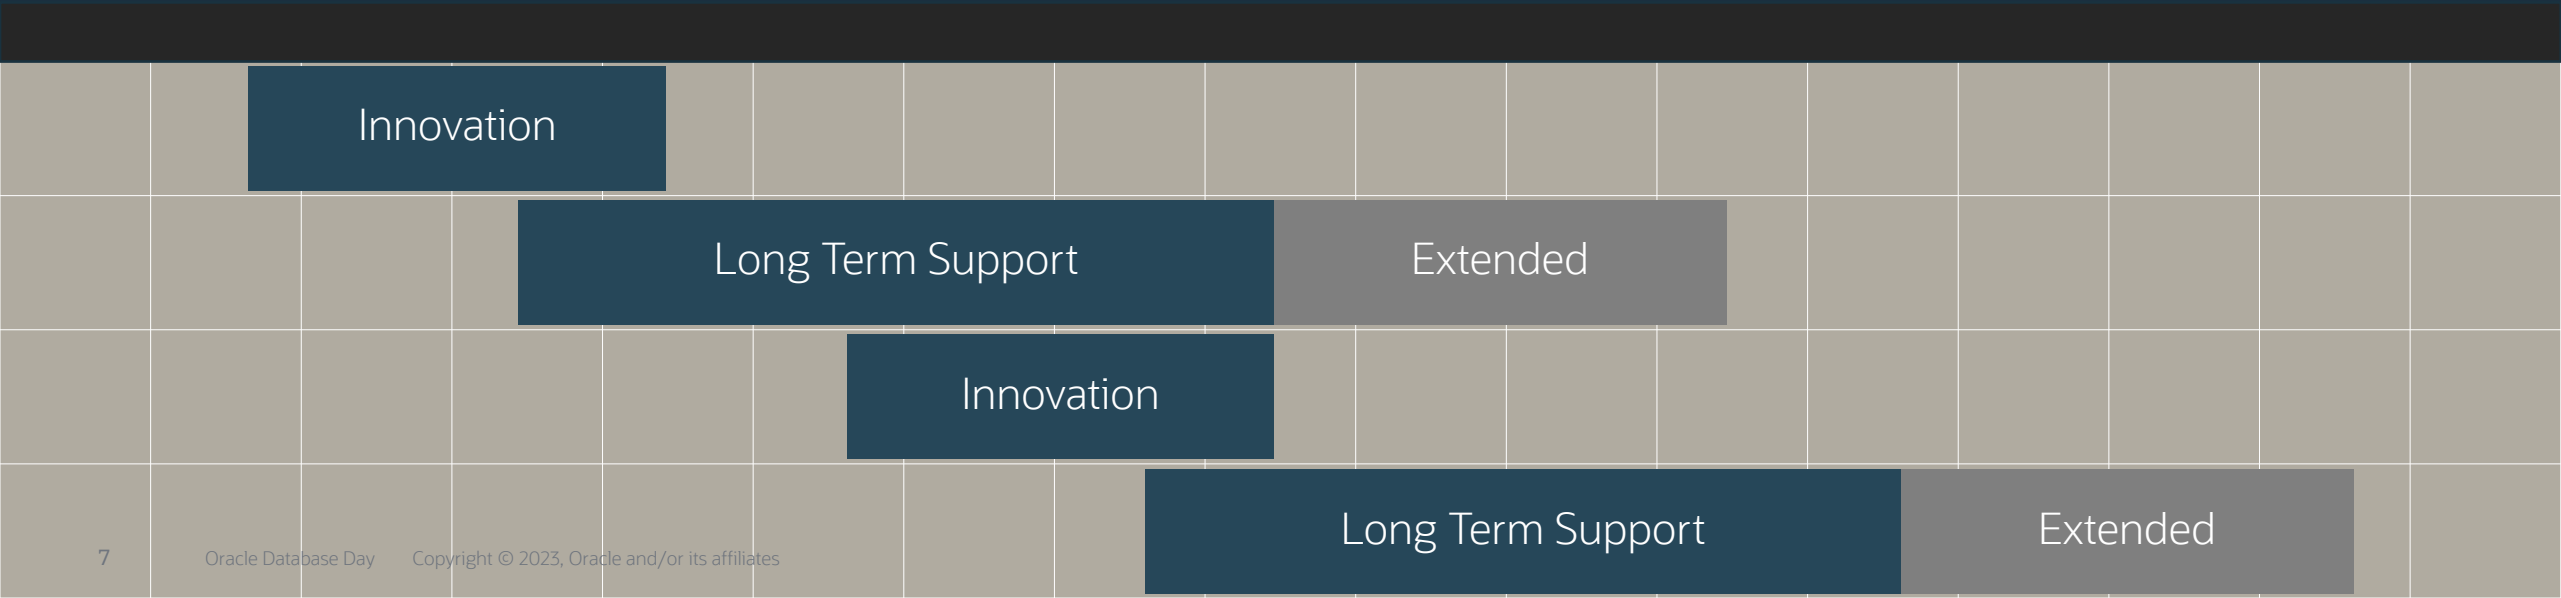 Innovation
Long Term Support
Extended
Innovation
Long Term Support
Extended
7 Oracle Database Day Copyright © 2023, Oracle and/or its affiliates